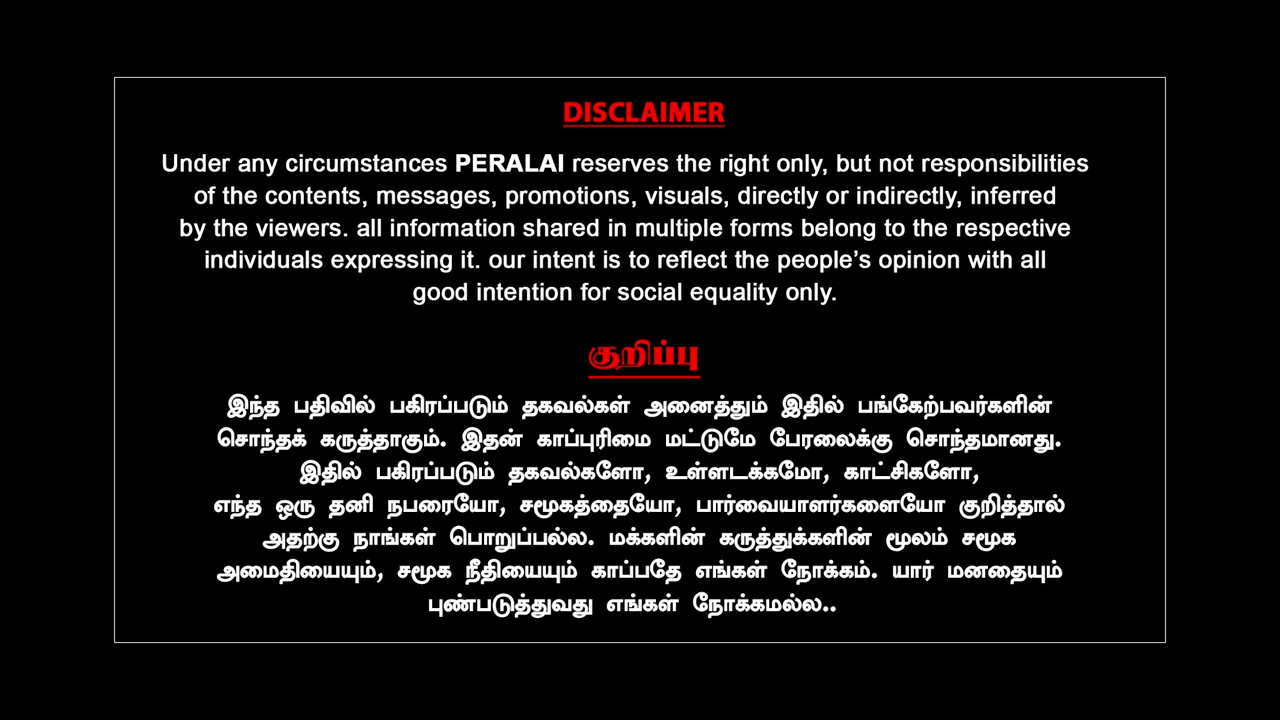 DISCLAIMER
Under any circumstances PERALAI reserves the right only, but not responsibilities
of the contents, messages, promotions, visuals, directly or indirectly, inferred
by the viewers. all information shared in multiple forms belong to the respective
individuals expressing it. our intent is to reflect the people’s opinion with all
good intention for social equality only.
குறிப்பு
இந்த பதிவில் பகிரப்படும் தகவல்கள் அனைத்தும் இதில் பங்கேற்பவர்களின்
சொந்தக் கருத்தாகும். இதன் காப்புரிமை மட்டுமே பேரலைக்கு சொந்தமானது.
இதில் பகிரப்படும் தகவல்களோ, உள்ளடக்கமோ, காட்சிகளோ,
எந்த ஒரு தனி நபரையோ, சமூகத்தையோ, பார்வையாளர்களையோ குறித்தால்
அதற்கு நாங்கள் பொறுப்பல்ல. மக்களின் கருத்துக்களின் மூலம் சமூக
அமைதியையும், சமூக நீதியையும் காப்பதே எங்கள் நோக்கம். யார் மனதையும்
புண்படுத்துவது எங்கள் நோக்கமல்ல..